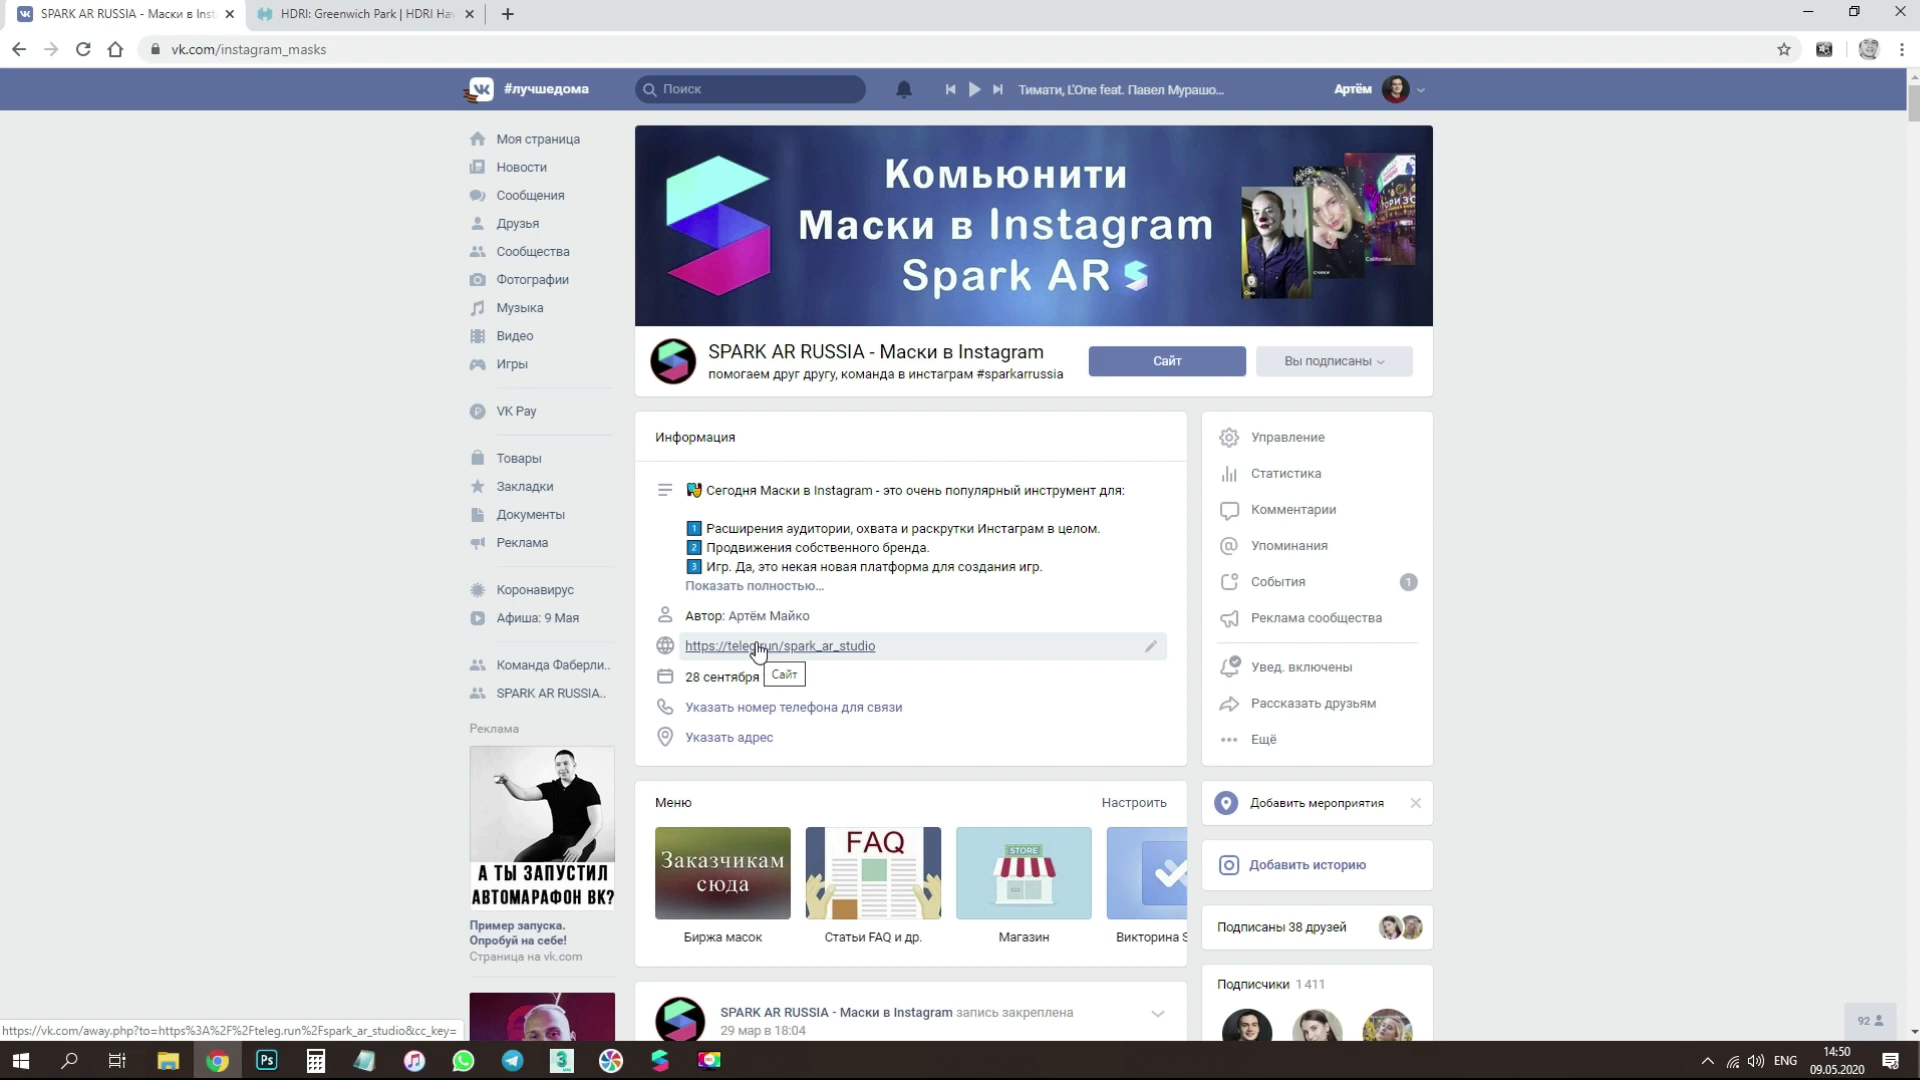 SPARK AR RUSSIA - Маски в Inst
HDRI: Greenwich Park | HDRI Hav
vk.com/instagram_masks
#лучшедома
Поиск
Тимати, L'One feat. Павел Мурашо...
Артём
Моя страница
Новости
Сообщения
Друзья
Сообщества
Фотографии
Музыка
Видео
Игры
VK Pay
Товары
Закладки
Документы
Реклама
Коронавирус
Афиша: 9 Мая
Команда Фаберли..
SPARK AR RUSSIA..
Реклама
А ТЫ ЗАПУСТИЛ
АВТОМАРАФОН ВК?
Пример запуска.
Опробуй на себе!
Страница на vk.com
Комьюнити
Маски в Instagram
Spark AR
California
SPARK AR RUSSIA - Маски в Instagram
помогаем друг другу, команда в инстаграм #sparkarrussia
Сайт
Вы подписаны
Информация
Сегодня Маски в Instagram - это очень популярный инструмент для:
1 Расширения аудитории, охвата и раскрутки Инстаграм в целом.
2 Продвижения собственного бренда.
3 Игр. Да, это некая новая платформа для создания игр.
Показать полностью...
Автор: Артём Майко
https://teleg.run/spark_ar_studio
28 сентября
Сайт
Указать номер телефона для связи
Указать адрес
Меню
Настроить
Заказчикам
сюда
FAQ
STORE
Биржа масок
Статьи FAQ и др.
Магазин
Викторина S
SPARK AR RUSSIA - Маски в Instagram запись закреплена
29 мар в 18:04
Управление
Статистика
Комментарии
Упоминания
События
1
Реклама сообщества
Увед. включены
Рассказать друзьям
Ещё
Добавить мероприятия
Добавить историю
Подписаны 38 друзей
Подписчики 1 411
92
https://vk.com/away.php?to=https%3A%2F%2Fteleg.run%2Fspark_ar_studio&cc_key=
Ps
3
ENG
14:50
09.05.2020